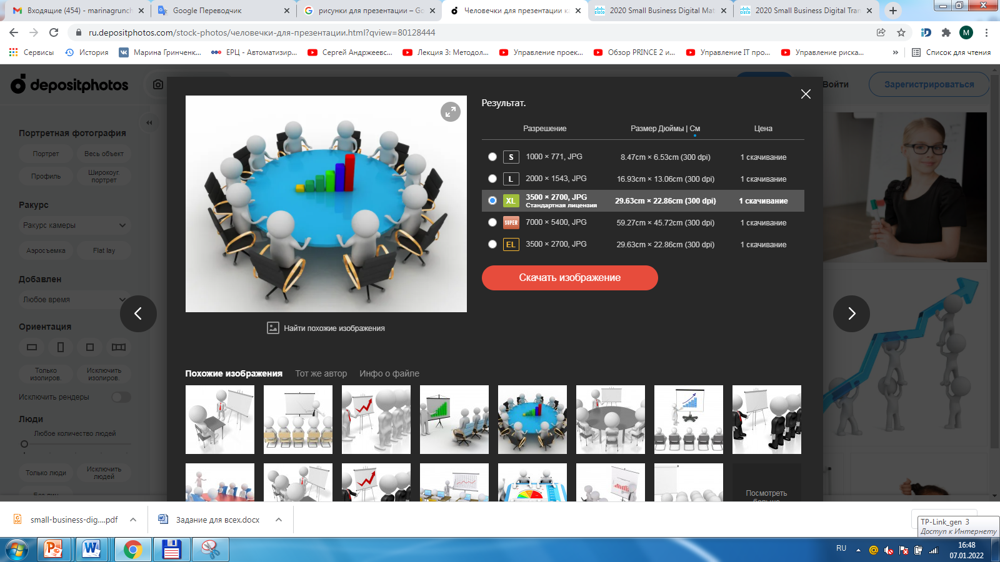 Входящие (454) - marinagrunch
Google Переводчик
рисунки для презентации – Go
Человечки для презентации к
2020 Small Business Digital Mat
2020 Small Business Digital Tran
ru.depositphotos.com/stock-photos/человечки-для-презентации.html?qview=80128444
M
Сервисы
История
Марина Гринченк...
ЕРЦ - Автоматизир...
Сергей Андржеевс...
Лекция 3: Методол...
Управление проек...
Обзор PRINCE 2 и...
Управление IT про...
Управление риска...
Список для чтения
depositphotos
Войти
Зарегистрироваться
Портретная фотография
Портрет
Весь объект
Профиль
Широкоуг.
портрет
Ракурс
Ракурс камеры
Аэросъемка
Flat lay
Добавлен
Любое время
Ориентация
Только
изолиров.
Исключить
изолиров.
Исключить рендеры
Люди
Любое количество людей
Только люди
Исключить
людей
Результат.
Разрешение
Размер Дюймы | См
Цена
S 1000 × 771, JPG 8.47cm × 6.53cm (300 dpi) 1 скачивание
L 2000 × 1543, JPG 16.93cm × 13.06cm (300 dpi) 1 скачивание
XL 3500 × 2700, JPG 29.63cm × 22.86cm (300 dpi) 1 скачивание
Стандартная лицензия
SUPER 7000 × 5400, JPG 59.27cm × 45.72cm (300 dpi) 1 скачивание
EL 3500 × 2700, JPG 29.63cm × 22.86cm (300 dpi) 1 скачивание
Скачать изображение
Найти похожие изображения
Похожие изображения
Тот же автор
Инфо о файле
Посмотреть
small-business-dig....pdf
Задание для всех.docx
TP-Link_gen 3
Доступ к Интернету
RU
16:48
07.01.2022